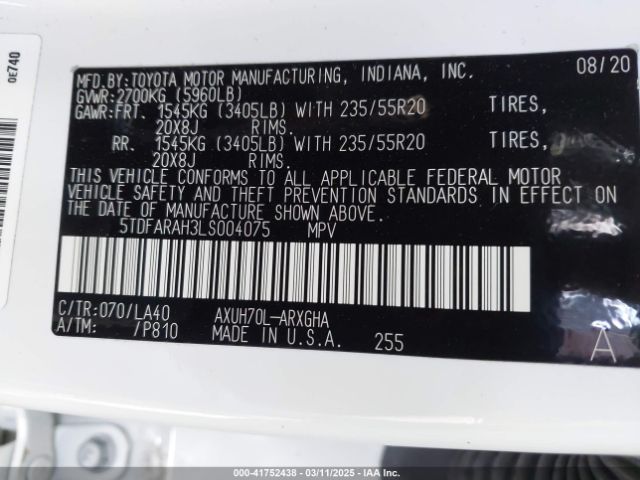 0E740
MFD.BY:TOYOTA MOTOR MANUFACTURING, INDIANA, INC. 08/20
GVWR:2700KG (5960LB)
GAWR:FRT. 1545KG (3405LB) WITH 235/55R20 TIRES,
20X8J RIMS.
RR. 1545KG (3405LB) WITH 235/55R20 TIRES,
20X8J RIMS.
THIS VEHICLE CONFORMS TO ALL APPLICABLE FEDERAL MOTOR
VEHICLE SAFETY AND THEFT PREVENTION STANDARDS IN EFFECT ON
THE DATE OF MANUFACTURE SHOWN ABOVE.
5TDFARAH3LS004075 MPV
C/TR:070/LA40 AXUH70L-ARXGHA
A/TM: /P810 MADE IN U.S.A. 255 A
000-41752438 - 03/11/2025 - IAA, Inc.